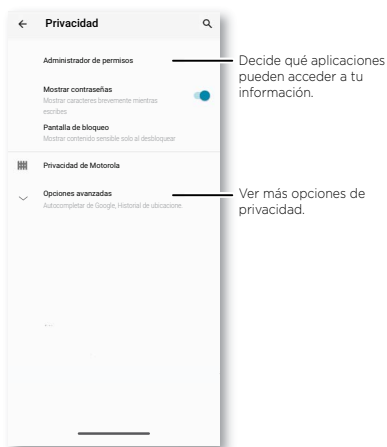 Privacidad
Administrador de permisos
Decide qué aplicaciones
pueden acceder a tu
información.
Mostrar contraseñas
Mostrar caracteres brevemente mientras
escribes
Pantalla de bloqueo
Mostrar contenido sensible solo al desbloquear
Privacidad de Motorola
Opciones avanzadas
Autocompletar de Google, Historial de ubicacione
Ver más opciones de
privacidad.